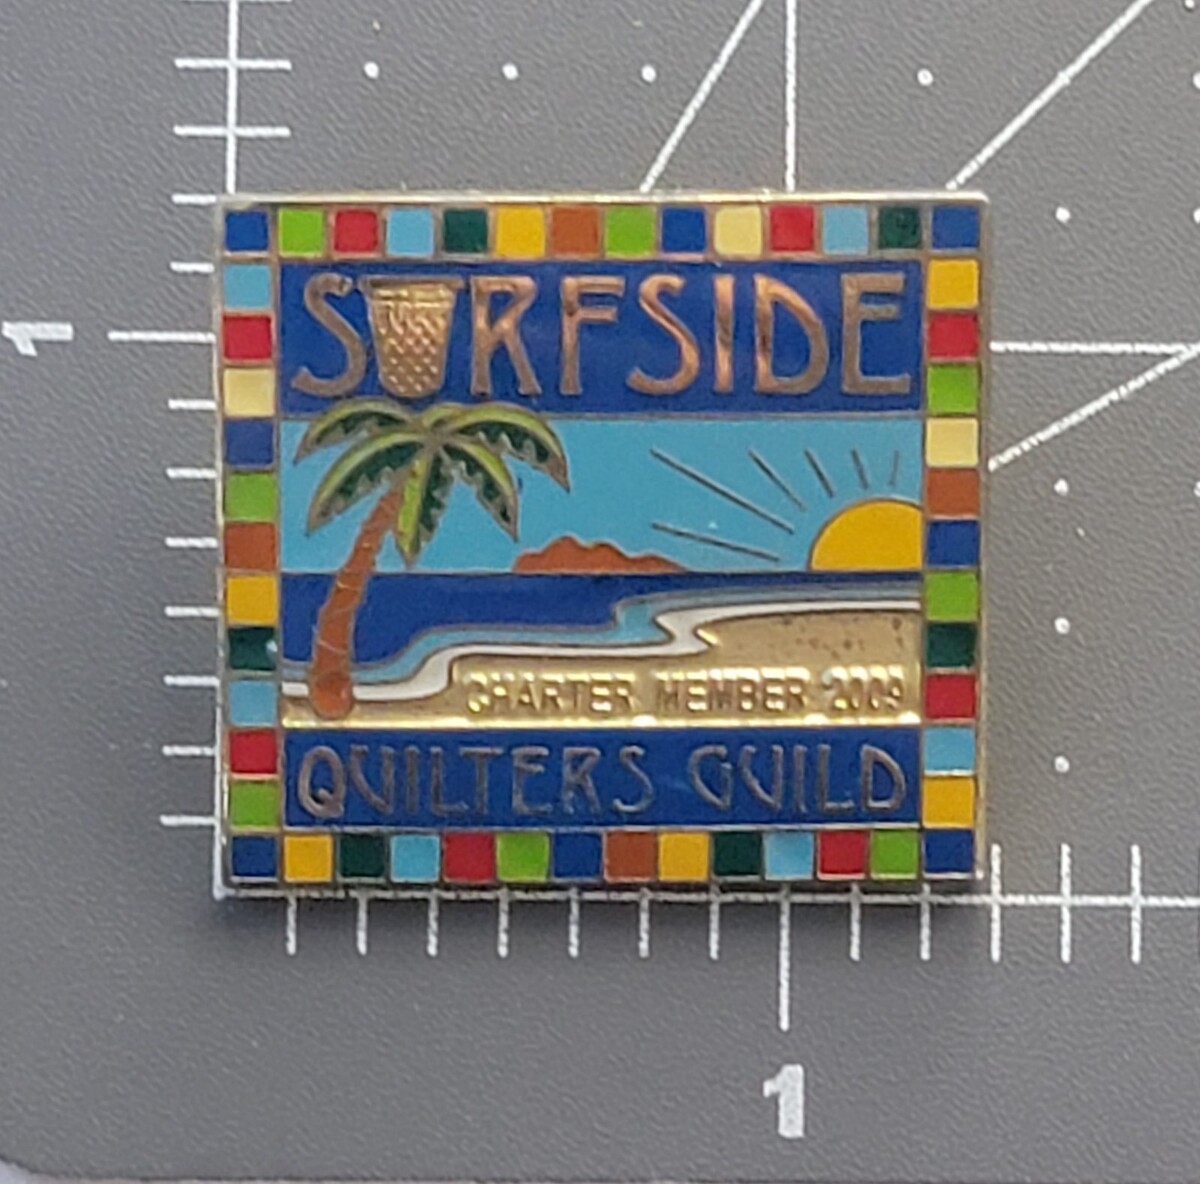 SURFSIDE
CHARTER MEMBER 2009
QUILTERS GUILD
1
1